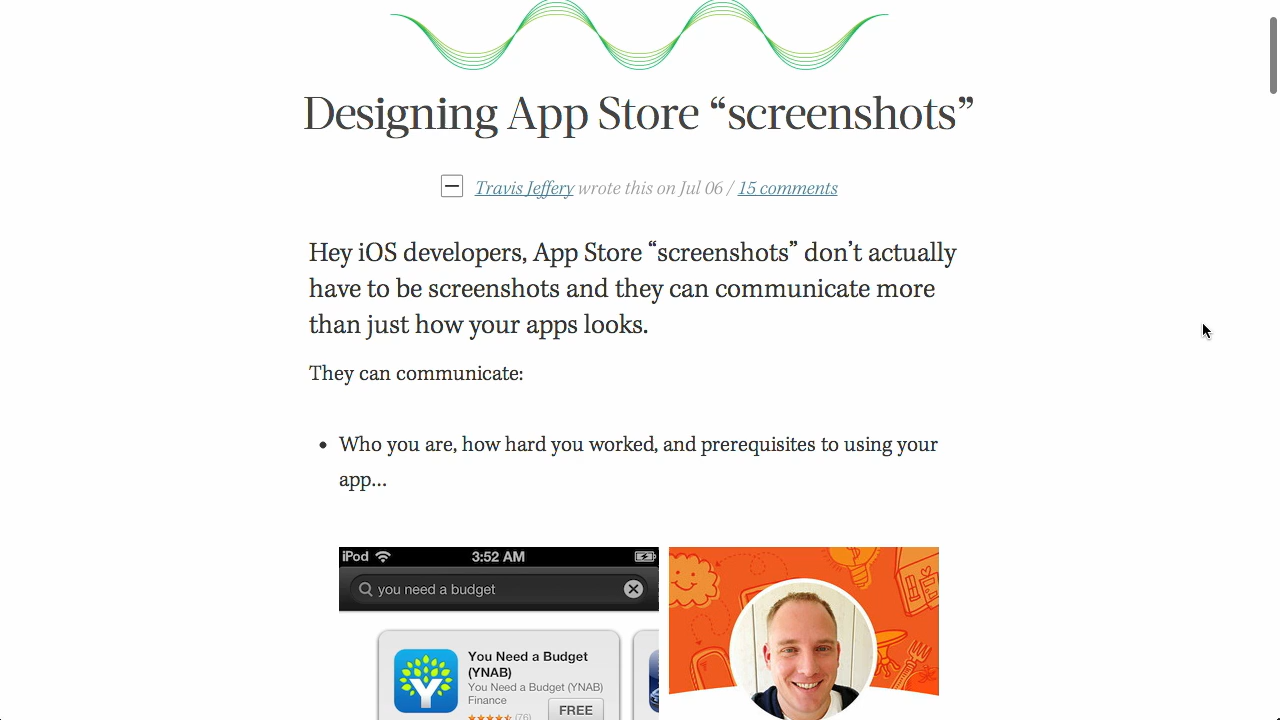 Designing App Store “screenshots”
Travis Jeffery wrote this on Jul 06 / 15 comments
Hey iOS developers, App Store “screenshots” don’t actually
have to be screenshots and they can communicate more
than just how your apps looks.
They can communicate:
• Who you are, how hard you worked, and prerequisites to using your
app...
iPod 3:52 AM
you need a budget
You Need a Budget
(YNAB)
You Need a Budget (YNAB)
Finance
(76)
FREE